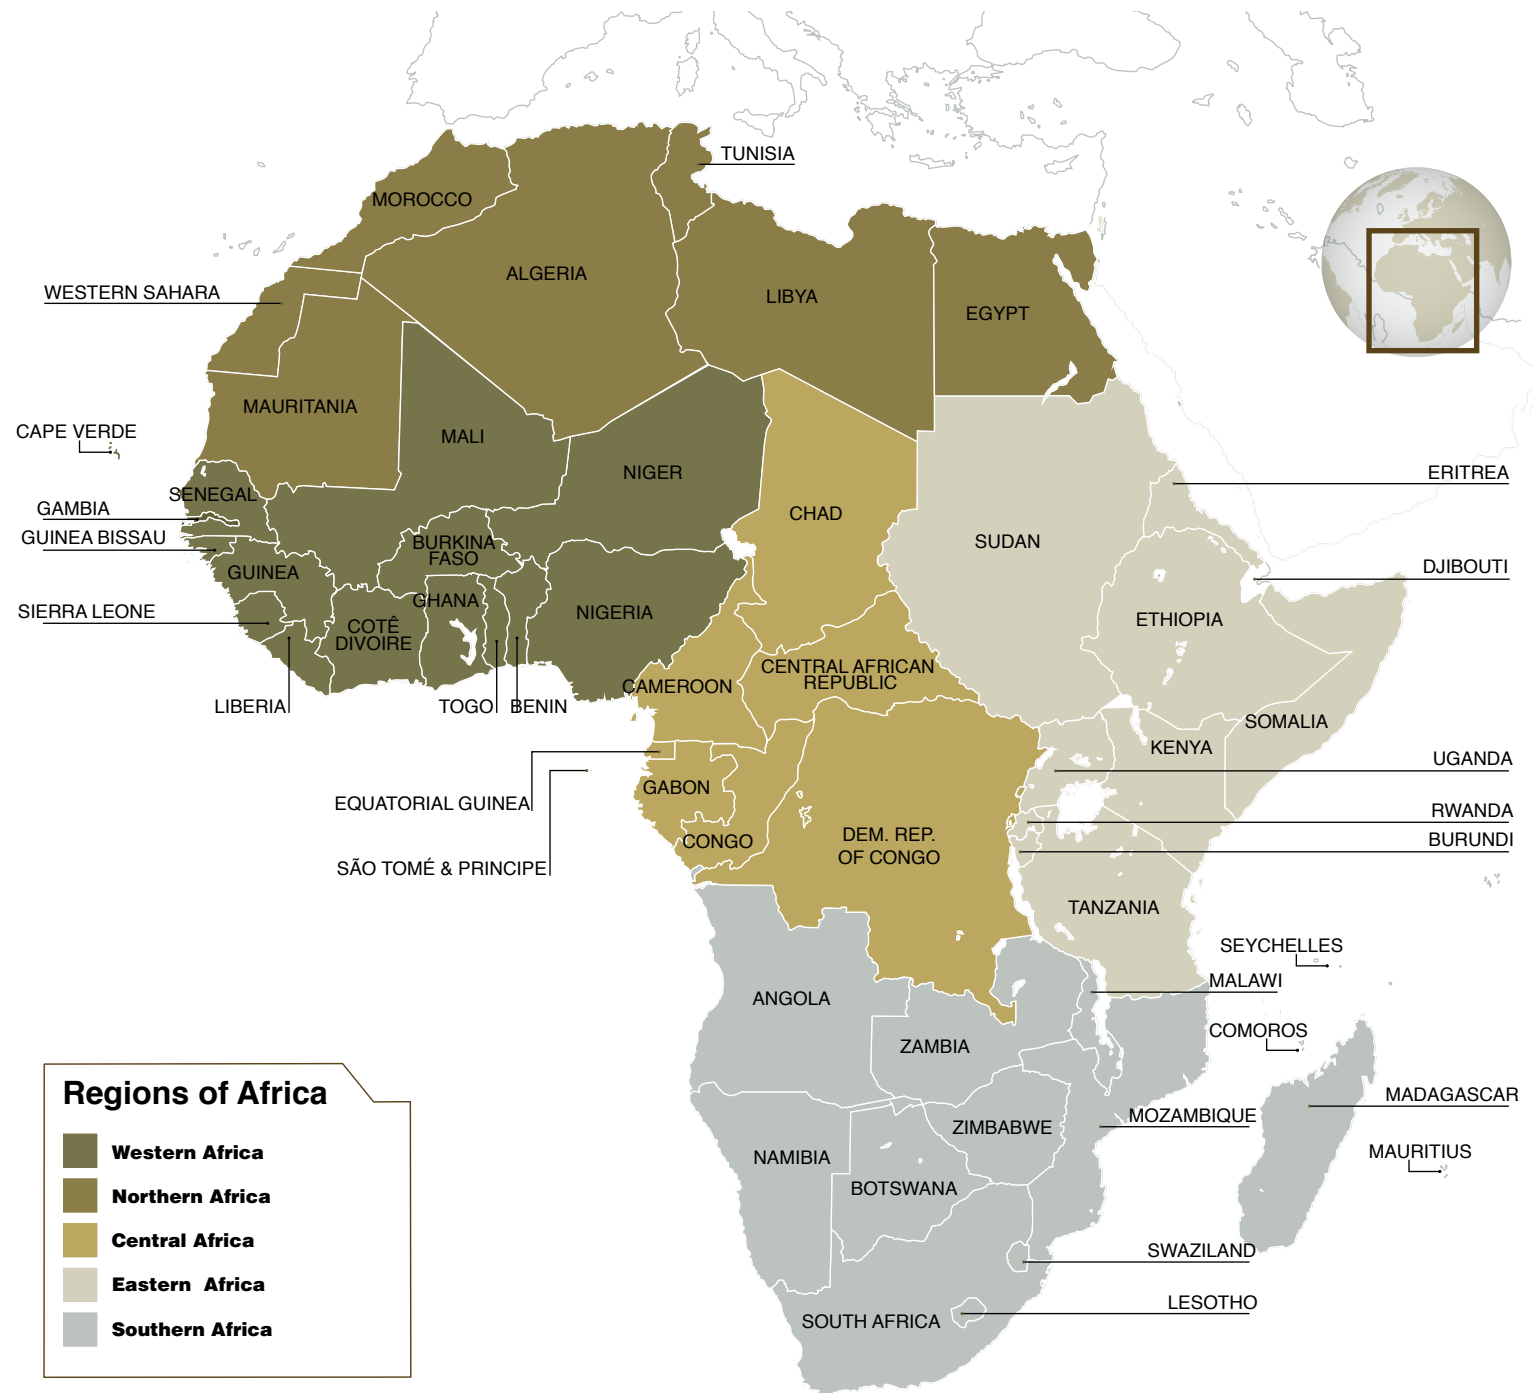 TUNISIA
MOROCCO
ALGERIA
WESTERN SAHARA
LIBYA
EGYPT
MAURITANIA
CAPE VERDE
MALI
NIGER
ERITREA
SENEGAL
GAMBIA
CHAD
GUINEA BISSAU
BURKINA
FASO
SUDAN
GUINEA
DJIBOUTI
GHANA
SIERRA LEONE
NIGERIA
COTÊ
DIVOIRE
ETHIOPIA
CENTRAL AFRICAN
REPUBLIC
CAMEROON
LIBERIA
TOGO
BENIN
SOMALIA
KENYA
UGANDA
GABON
EQUATORIAL GUINEA
RWANDA
DEM. REP.
OF CONGO
CONGO
BURUNDI
SÃO TOMÉ & PRINCIPE
TANZANIA
SEYCHELLES
MALAWI
ANGOLA
COMOROS
ZAMBIA
MADAGASCAR
MOZAMBIQUE
ZIMBABWE
MAURITIUS
NAMIBIA
BOTSWANA
SWAZILAND
LESOTHO
SOUTH AFRICA
Regions of Africa
Western Africa
Northern Africa
Central Africa
Eastern Africa
Southern Africa